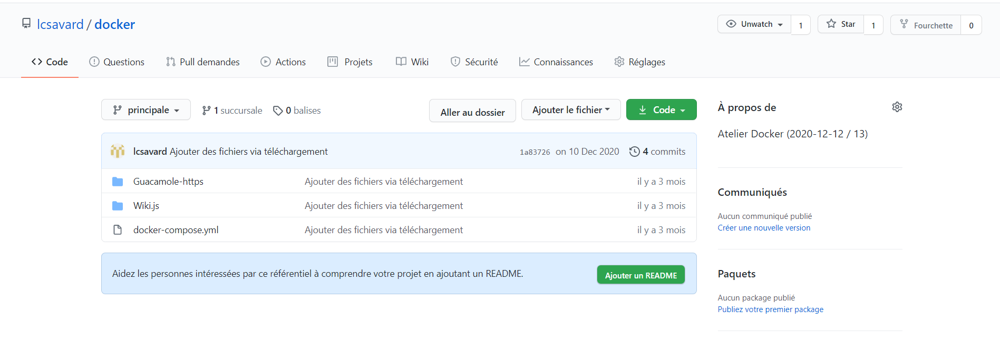 lcsavard / docker
Unwatch 1 Star 1 Fourchette 0
Code Questions Pull demandes Actions Projets Wiki Sécurité Connaissances Réglages
principale 1 succursale 0 balises Aller au dossier Ajouter le fichier Code
lcsavard Ajouter des fichiers via téléchargement 1a83726 on 10 Dec 2020 4 commits
Guacamole-https Ajouter des fichiers via téléchargement il y a 3 mois
Wiki.js Ajouter des fichiers via téléchargement il y a 3 mois
docker-compose.yml Ajouter des fichiers via téléchargement il y a 3 mois
Aidez les personnes intéressées par ce référentiel à comprendre votre projet en ajoutant un README. Ajouter un README
À propos de
Atelier Docker (2020-12-12 / 13)
Communiqués
Aucun communiqué publié
Créer une nouvelle version
Paquets
Aucun package publié
Publiez votre premier package